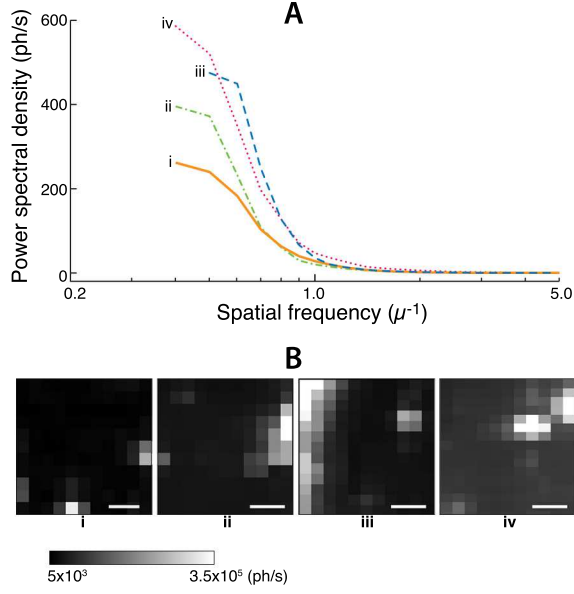 A
Power spectral density (ph/s)
600
400
200
0
iv
iii
ii
i
0.2
1.0
5.0
Spatial frequency (µ⁻¹)
B
i
ii
iii
iv
5x10³
3.5x10⁵ (ph/s)